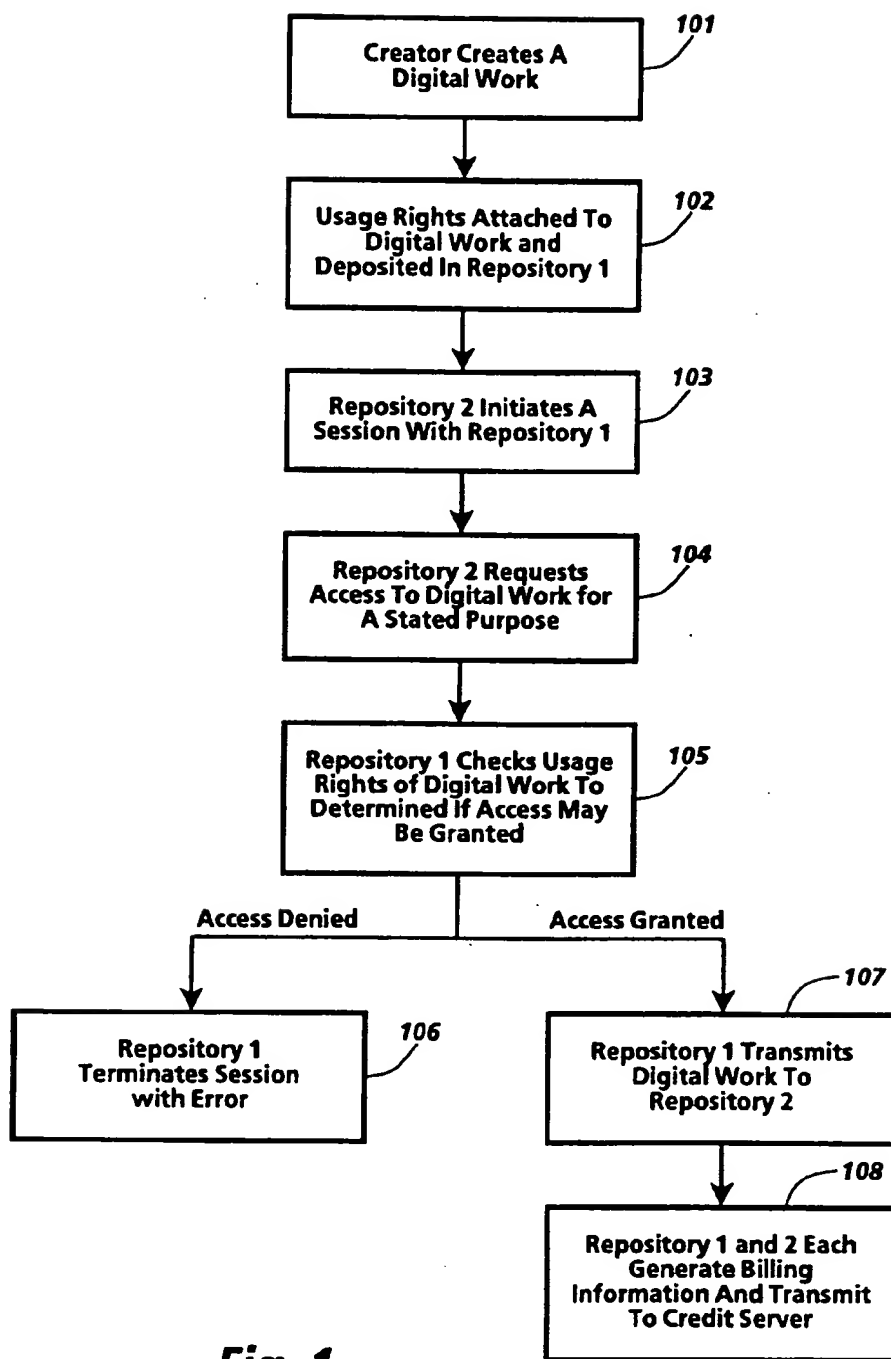 101
Creator Creates A
Digital Work
102
Usage Rights Attached To
Digital Work and
Deposited In Repository 1
103
Repository 2 Initiates A
Session With Repository 1
104
Repository 2 Requests
Access To Digital Work for
A Stated Purpose
105
Repository 1 Checks Usage
Rights of Digital Work To
Determined If Access May
Be Granted
Access Denied
Access Granted
106
Repository 1
Terminates Session
with Error
107
Repository 1 Transmits
Digital Work To
Repository 2
108
Repository 1 and 2 Each
Generate Billing
Information And Transmit
To Credit Server
Fig. 1